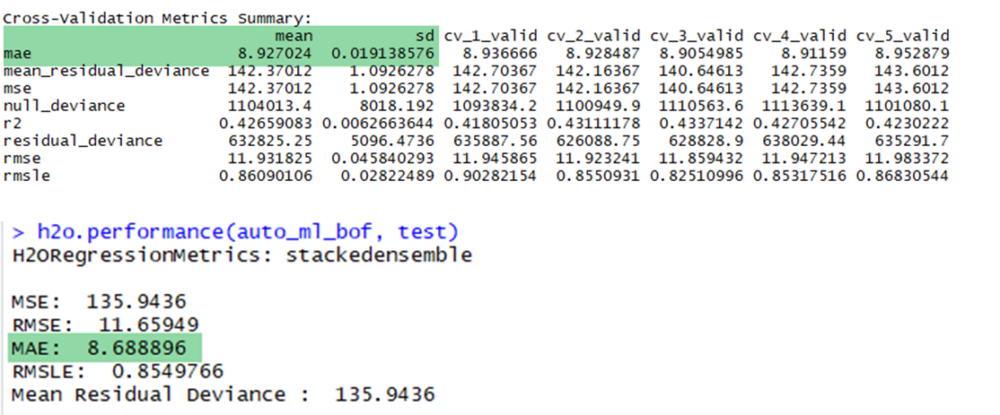 Cross-Validation Metrics Summary:
mean sd cv_1_valid cv_2_valid cv_3_valid cv_4_valid cv_5_valid
mae 8.927024 0.019138576 8.936666 8.928487 8.9054985 8.91159 8.952879
mean_residual_deviance 142.37012 1.0926278 142.70367 142.16367 140.64613 142.7359 143.6012
mse 142.37012 1.0926278 142.70367 142.16367 140.64613 142.7359 143.6012
null_deviance 1104013.4 8018.192 1093834.2 1100949.9 1110563.6 1113639.1 1101080.1
r2 0.42659083 0.0062663644 0.41805053 0.43111178 0.4337142 0.42705542 0.4230222
residual_deviance 632825.25 5096.4736 635887.56 626088.75 628828.9 638029.44 635291.7
rmse 11.931825 0.045840293 11.945865 11.923241 11.859432 11.947213 11.983372
rmsle 0.86090106 0.02822489 0.90282154 0.8550931 0.82510996 0.85317516 0.86830544
> h2o.performance(auto_ml_bof, test)
H2ORegressionMetrics: stackedensemble
MSE: 135.9436
RMSE: 11.65949
MAE: 8.688896
RMSLE: 0.8549766
Mean Residual Deviance : 135.9436